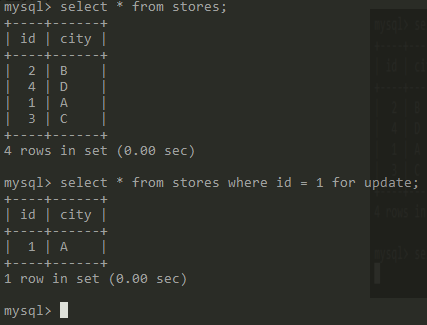 mysql> select * from stores;
+----+------+
| id | city |
+----+------+
|  2 | B    |
|  4 | D    |
|  1 | A    |
|  3 | C    |
+----+------+
4 rows in set (0.00 sec)
mysql> select * from stores where id = 1 for update;
+----+------+
| id | city |
+----+------+
|  1 | A    |
+----+------+
1 row in set (0.00 sec)
mysql>